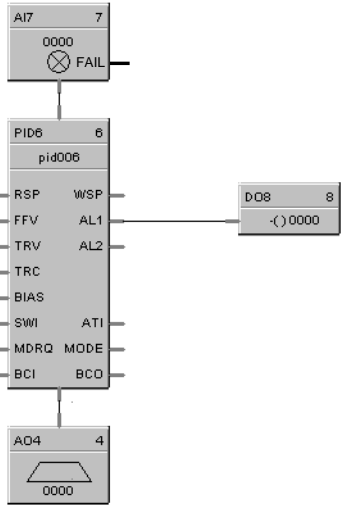 AI7 7
0000
FAIL
PID6 6
pid006
RSP WSP
FFV AL1
TRV AL2
TRC
BIAS
SWI ATI
MDRQ MODE
BCI BCO
DO8 8
-( )0000
AO4 4
0000